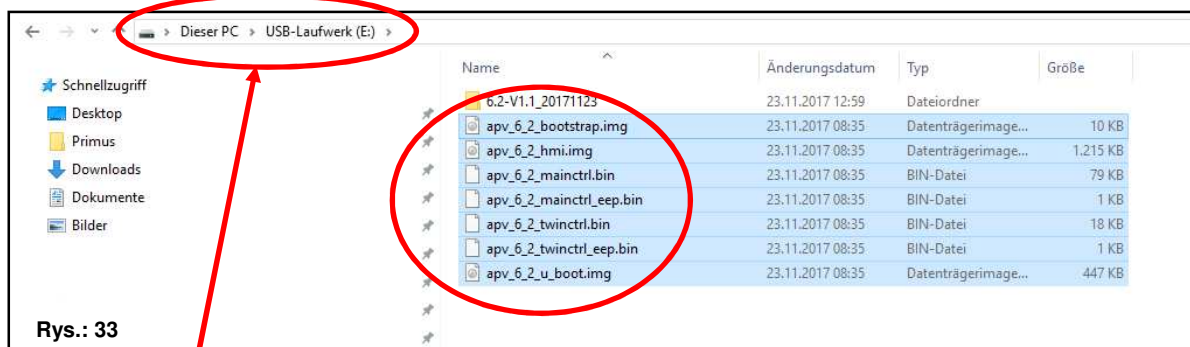 Dieser PC > USB-Laufwerk (E:) >
Name Änderungsdatum Typ Größe
Schnellzugriff
Desktop
Primus
Downloads
Dokumente
Bilder
6.2-V1.1_20171123 23.11.2017 12:59 Dateiordner
apv_6_2_bootstrap.img 23.11.2017 08:35 Datenträgerimage... 10 KB
apv_6_2_hmi.img 23.11.2017 08:35 Datenträgerimage... 1.215 KB
apv_6_2_mainctrl.bin 23.11.2017 08:35 BIN-Datei 79 KB
apv_6_2_mainctrl_eep.bin 23.11.2017 08:35 BIN-Datei 1 KB
apv_6_2_twinctrl.bin 23.11.2017 08:35 BIN-Datei 18 KB
apv_6_2_twinctrl_eep.bin 23.11.2017 08:35 BIN-Datei 1 KB
apv_6_2_u_boot.img 23.11.2017 08:35 Datenträgerimage... 447 KB
Rys.: 33